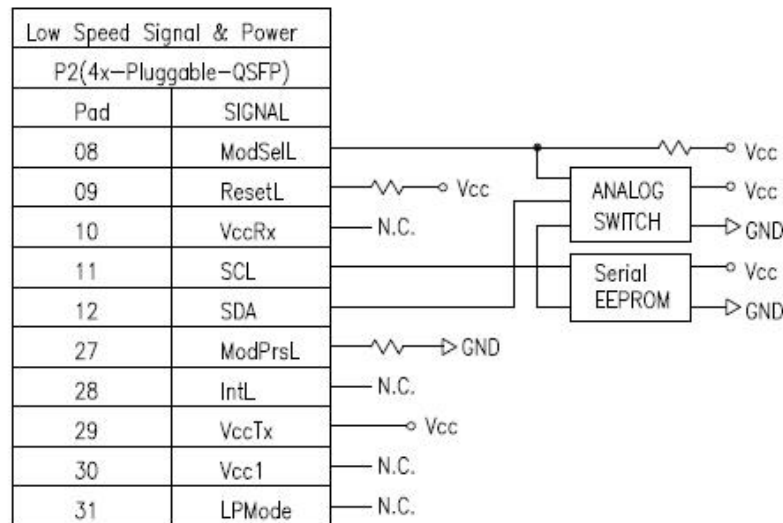 Low Speed Signal & Power
P2(4x-Pluggable-QSFP)
Pad SIGNAL
08 ModSelL Vcc
09 ResetL Vcc ANALOG SWITCH Vcc
10 VccRx N.C. GND
11 SCL Serial EEPROM Vcc
12 SDA GND
27 ModPrsL GND
28 IntL N.C.
29 VccTx Vcc
30 Vcc1 N.C.
31 LPMode N.C.